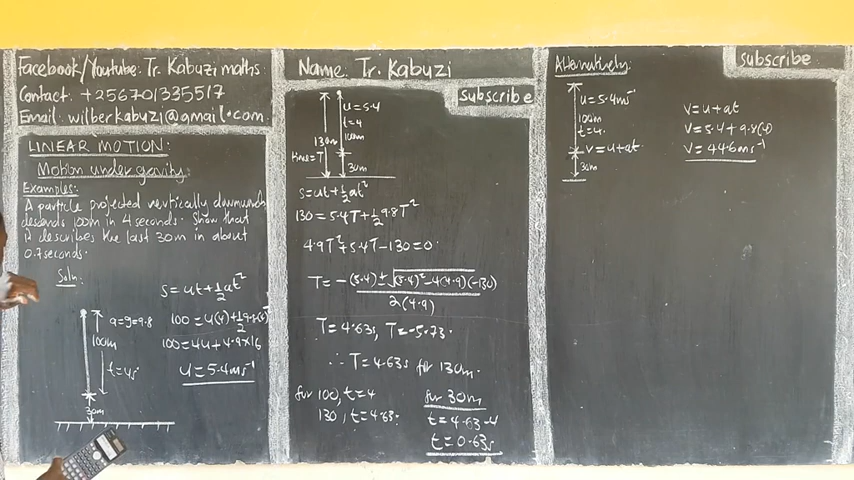 Facebook/Youtube: Tr. Kabuzi maths
Contact: +256701335517
Email: wilberkabuzi@gmail.com
LINEAR MOTION:
Motion under gravity
Examples:
A particle projected vertically downwards
descends 100m in 4 seconds. Show that
it describes the last 30m in about
0.7 seconds.
Soln:
s = ut + ½at²
a=g=9.8
100m
t=4s
30m
100 = u(4) + ½9.8(4)²
100 = 4u + 4.9×16
u = 5.4ms⁻¹
Name: Tr. Kabuzi
subscribe
130m
u=5.4
t=4
100m
30m
s = ut + ½at²
130 = 5.4T + ½9.8T²
4.9T² + 5.4T - 130 = 0
T = -(5.4) ± √(5.4)² - 4(4.9)(-130)
2(4.9)
T = 4.63s, T = -5.73.
∴ T = 4.63s for 130m.
for 100, t=4
130, t=4.63.
for 30m
t = 4.63-4
t = 0.63s
Alternatively:
subscribe
u=5.4ms⁻¹
100m
t=4.
v=u+at
30m
v = u+at
v = 5.4 + 9.8(4)
v = 44.6ms⁻¹